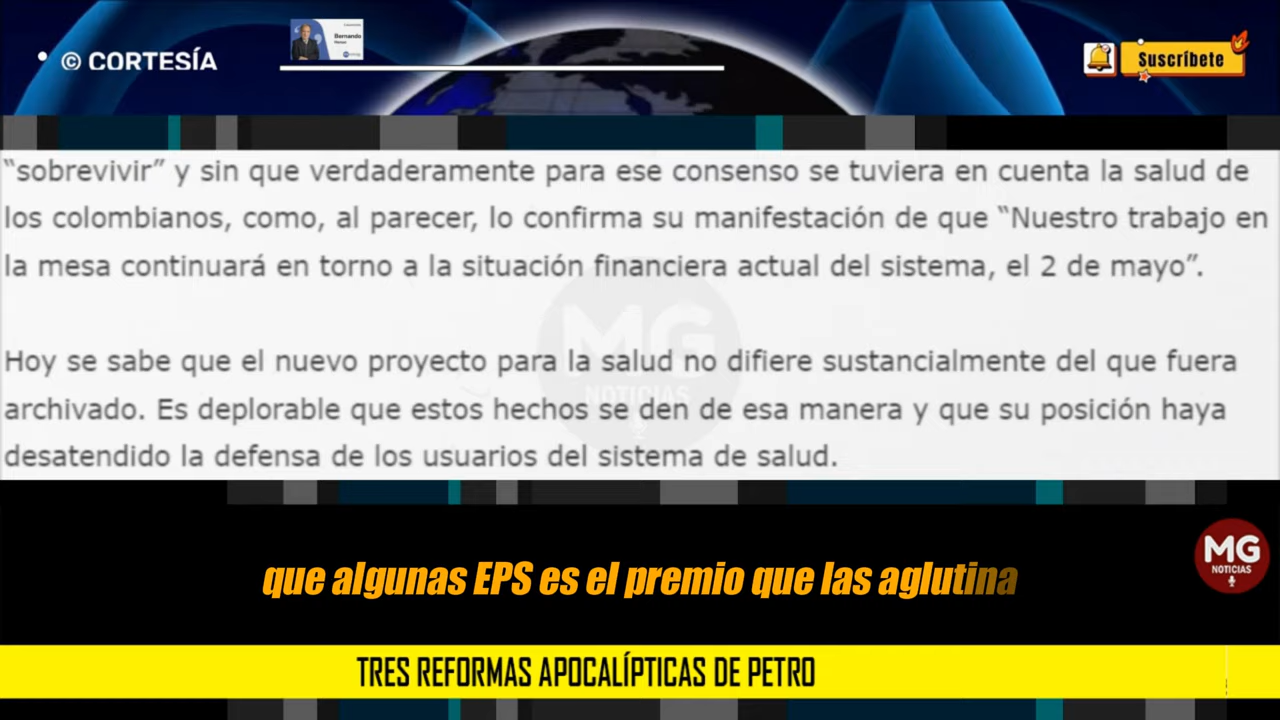 © CORTESÍA
Bernando
Suscríbete
“sobrevivir” y sin que verdaderamente para ese consenso se tuviera en cuenta la salud de
los colombianos, como, al parecer, lo confirma su manifestación de que “Nuestro trabajo en
la mesa continuará en torno a la situación financiera actual del sistema, el 2 de mayo”.
MG
NOTICIAS
Hoy se sabe que el nuevo proyecto para la salud no difiere sustancialmente del que fuera
archivado. Es deplorable que estos hechos se den de esa manera y que su posición haya
desatendido la defensa de los usuarios del sistema de salud.
que algunas EPS es el premio que las aglutina
MG
NOTICIAS
TRES REFORMAS APOCALÍPTICAS DE PETRO